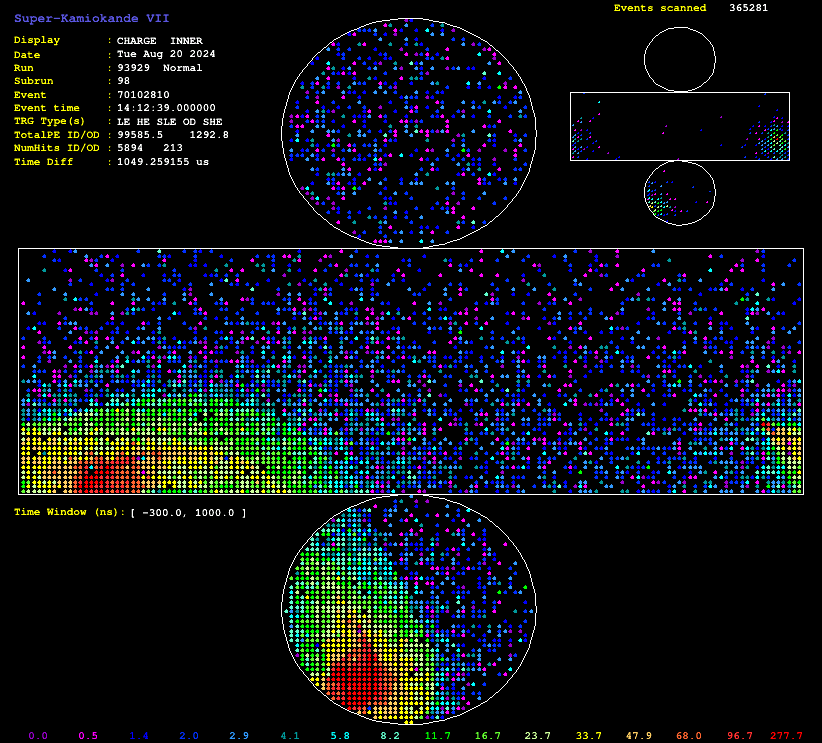 Super-Kamiokande VII
Events scanned 365281
Display : CHARGE INNER
Date : Tue Aug 20 2024
Run : 93929 Normal
Subrun : 98
Event : 70102810
Event time : 14:12:39.000000
TRG Type(s) : LE HE SLE OD SHE
TotalPE ID/OD : 99585.5 1292.8
NumHits ID/OD : 5894 213
Time Diff : 1049.259155 us
Time Window (ns): [ -300.0, 1000.0 ]
0.0 0.5 1.4 2.0 2.9 4.1 5.8 8.2 11.7 16.7 23.7 33.7 47.9 68.0 96.7 277.7